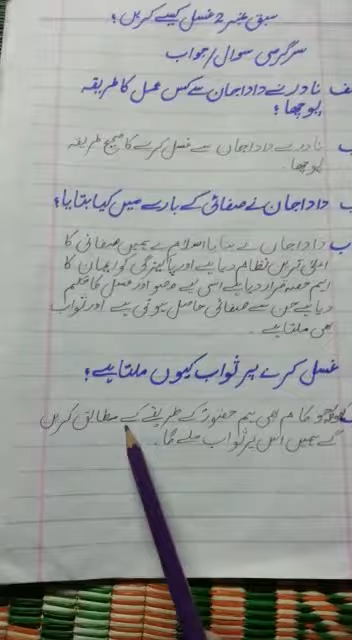 سبق نمبر 2 غسل کیسے کریں؟
سرگرمی سوال/جواب
نادر نے دادا جان سے کس عمل کا طریقہ
پوچھا؟
نادر نے دادا جان سے غسل کرنے کا صحیح طریقہ
پوچھا۔
دادا جان نے صفائی کے بارے میں کیا بتایا؟
دادا جان نے بتایا اسلام نے ہمیں صفائی کا
اعلیٰ ترین نظام دیا ہے اور پاکیزگی کو ایمان کا
اہم حصہ قرار دیا ہے اسی لیے وضو اور غسل کا حکم
دیا ہے جن سے صفائی حاصل ہوتی ہے اور ثواب
بھی ملتا ہے۔
غسل کرنے پر ثواب کیوں ملتا ہے؟
جو کام بھی ہم حضورؐ کے طریقے کے مطابق کریں
گے ہمیں اس پر ثواب ملے گا۔